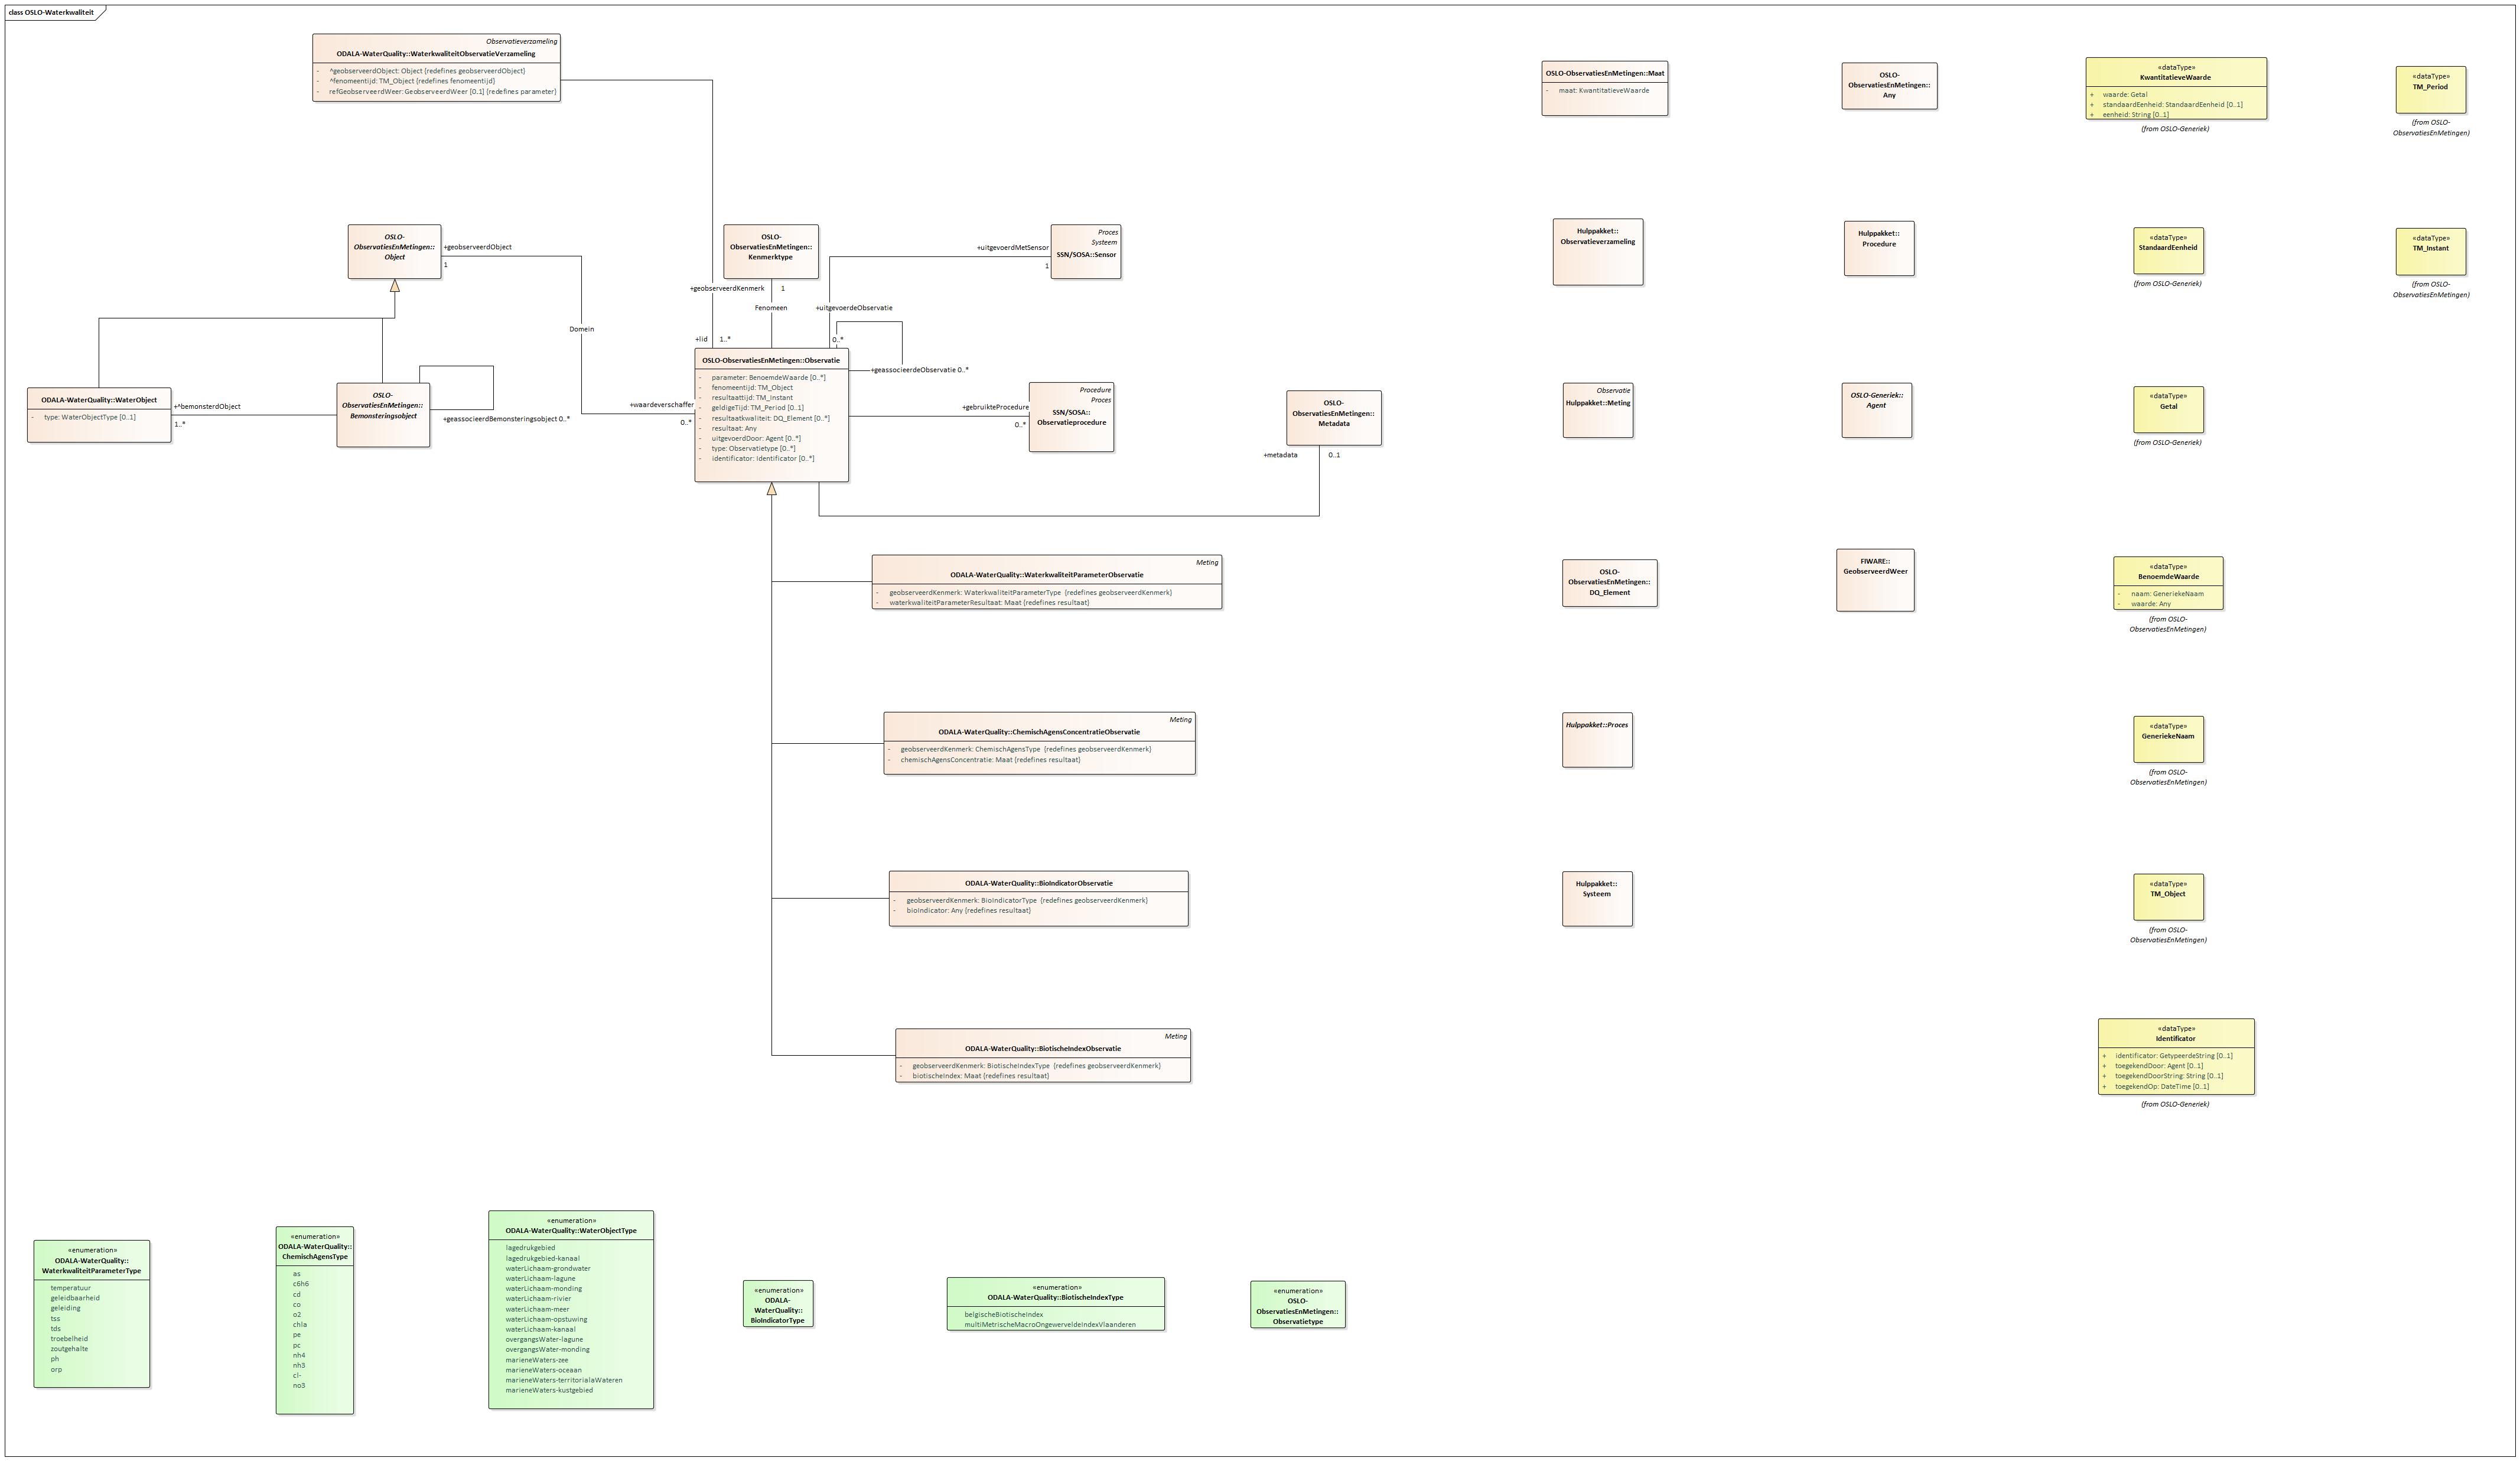 class OSLO-Waterkwaliteit
Observatieverzameling
ODALA-WaterQuality::WaterkwaliteitObservatieVerzameling
- ^geobserveerdObject: Object {redefines geobserveerdObject}
- ^fenomeentijd: TM_Object {redefines fenomeentijd}
- refGeobserveerdWeer: GeobserveerdWeer [0..1] {redefines parameter}
OSLO-ObservatiesEnMetingen::Maat
- maat: KwantitatieveWaarde
OSLO-
ObservatiesEnMetingen::
Any
«dataType»
KwantitatieveWaarde
+ waarde: Getal
+ standaardEenheid: StandaardEenheid [0..1]
+ eenheid: String [0..1]
(from OSLO-Generiek)
«dataType»
TM_Period
(from OSLO-
ObservatiesEnMetingen)
OSLO-
ObservatiesEnMetingen::
Object
+geobserveerdObject
1
OSLO-
ObservatiesEnMetingen::
Kenmerktype
+geobserveerdKenmerk
1
Fenomeen
Proces
Systeem
SSN/SOSA::Sensor
+uitgevoerdMetSensor
1
+uitgevoerdeObservatie
0..*
Hulppakket::
Observatieverzameling
Hulppakket::
Procedure
«dataType»
StandaardEenheid
(from OSLO-Generiek)
«dataType»
TM_Instant
(from OSLO-
ObservatiesEnMetingen)
Domein
+lid
1..*
+geassocieerdeObservatie 0..*
ODALA-WaterQuality::WaterObject
- type: WaterObjectType [0..1]
+^bemonsterdObject
1..*
OSLO-
ObservatiesEnMetingen::
Bemonsteringsobject
+geassocieerdBemonsteringsobject 0..*
+waardeverschaffer
0..*
OSLO-ObservatiesEnMetingen::Observatie
- parameter: BenoemdeWaarde [0..*]
- fenomeentijd: TM_Object
- resultaattijd: TM_Instant
- geldigeTijd: TM_Period [0..1]
- resultaatkwaliteit: DQ_Element [0..*]
- resultaat: Any
- uitgevoerdDoor: Agent [0..*]
- type: Observatietype [0..*]
- identificator: Identificator [0..*]
+gebruikteProcedure
0..*
Procedure
Proces
SSN/SOSA::
Observatieprocedure
OSLO-
ObservatiesEnMetingen::
Metadata
+metadata
0..1
Observatie
Hulppakket::Meting
OSLO-Generiek::
Agent
«dataType»
Getal
(from OSLO-Generiek)
Meting
ODALA-WaterQuality::WaterkwaliteitParameterObservatie
- geobserveerdKenmerk: WaterkwaliteitParameterType {redefines geobserveerdKenmerk}
- waterkwaliteitParameterResultaat: Maat {redefines resultaat}
OSLO-
ObservatiesEnMetingen::
DQ_Element
FIWARE::
GeobserveerdWeer
«dataType»
BenoemdeWaarde
- naam: GeneriekeNaam
- waarde: Any
(from OSLO-
ObservatiesEnMetingen)
Meting
ODALA-WaterQuality::ChemischAgensConcentratieObservatie
- geobserveerdKenmerk: ChemischAgensType {redefines geobserveerdKenmerk}
- chemischAgensConcentratie: Maat {redefines resultaat}
Hulppakket::Proces
«dataType»
GeneriekeNaam
(from OSLO-
ObservatiesEnMetingen)
ODALA-WaterQuality::BioIndicatorObservatie
- geobserveerdKenmerk: BioIndicatorType {redefines geobserveerdKenmerk}
- bioIndicator: Any {redefines resultaat}
Hulppakket::
Systeem
«dataType»
TM_Object
(from OSLO-
ObservatiesEnMetingen)
Meting
ODALA-WaterQuality::BiotischeIndexObservatie
- geobserveerdKenmerk: BiotischeIndexType {redefines geobserveerdKenmerk}
- biotischeIndex: Maat {redefines resultaat}
«dataType»
Identificator
+ identificator: GetypeerdeString [0..1]
+ toegekendDoor: Agent [0..1]
+ toegekendDoorString: String [0..1]
+ toegekendOp: DateTime [0..1]
(from OSLO-Generiek)
«enumeration»
ODALA-WaterQuality::
WaterkwaliteitParameterType
temperatuur
geleidbaarheid
geleiding
tss
tds
troebelheid
zoutgehalte
ph
orp
«enumeration»
ODALA-WaterQuality::
ChemischAgensType
as
c6h6
cd
co
o2
chla
pe
pc
nh4
nh3
cl-
no3
«enumeration»
ODALA-WaterQuality::WaterObjectType
lagedrukgebied
lagedrukgebied-kanaal
waterLichaam-grondwater
waterLichaam-lagune
waterLichaam-monding
waterLichaam-rivier
waterLichaam-meer
waterLichaam-opstuwing
waterLichaam-kanaal
overgangsWater-lagune
overgangsWater-monding
marieneWaters-zee
marieneWaters-oceaan
marieneWaters-territorialaWateren
marieneWaters-kustgebied
«enumeration»
ODALA-
WaterQuality::
BioIndicatorType
«enumeration»
ODALA-WaterQuality::BiotischeIndexType
belgischeBiotischeIndex
multiMetrischeMacroOngewerveldeIndexVlaanderen
«enumeration»
OSLO-
ObservatiesEnMetingen::
Observatietype